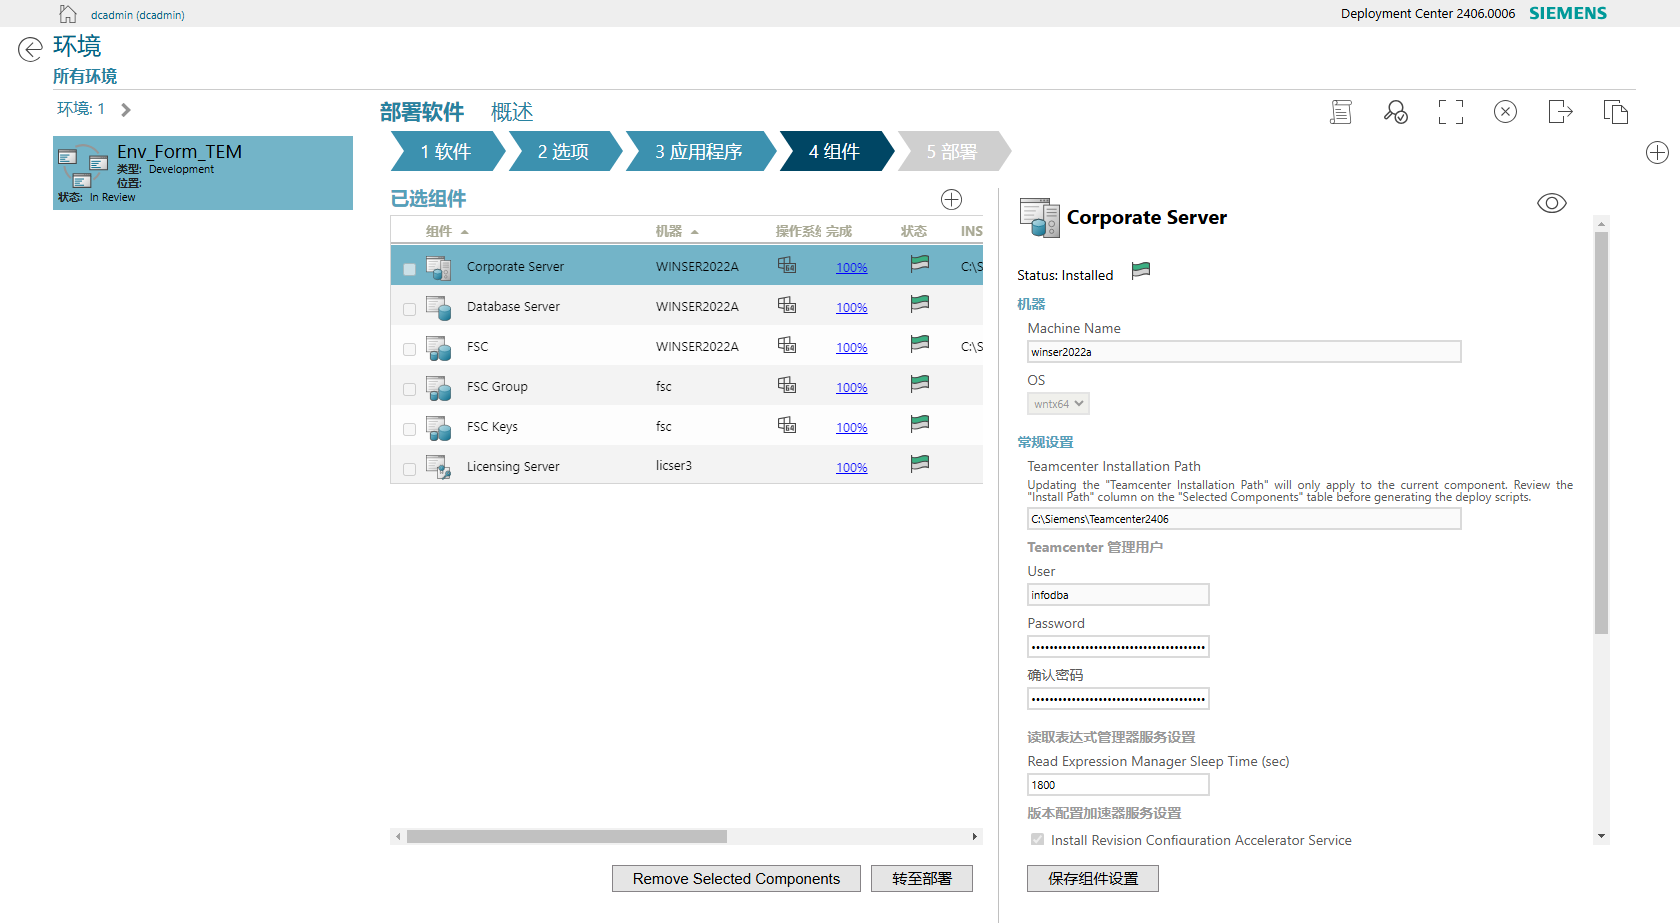 dcadmin (dcadmin)
Deployment Center 2406.0006 SIEMENS
环境
所有环境
环境: 1
部署软件 概述
1 软件 2 选项 3 应用程序 4 组件 5 部署
Env_Form_TEM
类型: Development
位置:
状态: In Review
已选组件
组件 机器 操作系统 完成 状态 INS
Corporate Server WINSER2022A 64 100% C:\S
Database Server WINSER2022A 64 100%
FSC WINSER2022A 64 100% C:\S
FSC Group fsc 64 100%
FSC Keys fsc 64 100%
Licensing Server licser3 100%
Remove Selected Components 转至部署
Corporate Server
Status: Installed
机器
Machine Name
winser2022a
OS
wntx64
常规设置
Teamcenter Installation Path
Updating the "Teamcenter Installation Path" will only apply to the current component. Review the
"Install Path" column on the "Selected Components" table before generating the deploy scripts.
C:\Siemens\Teamcenter2406
Teamcenter 管理用户
User
infodba
Password
确认密码
读取表达式管理器服务设置
Read Expression Manager Sleep Time (sec)
1800
版本配置加速器服务设置
Install Revision Configuration Accelerator Service
保存组件设置